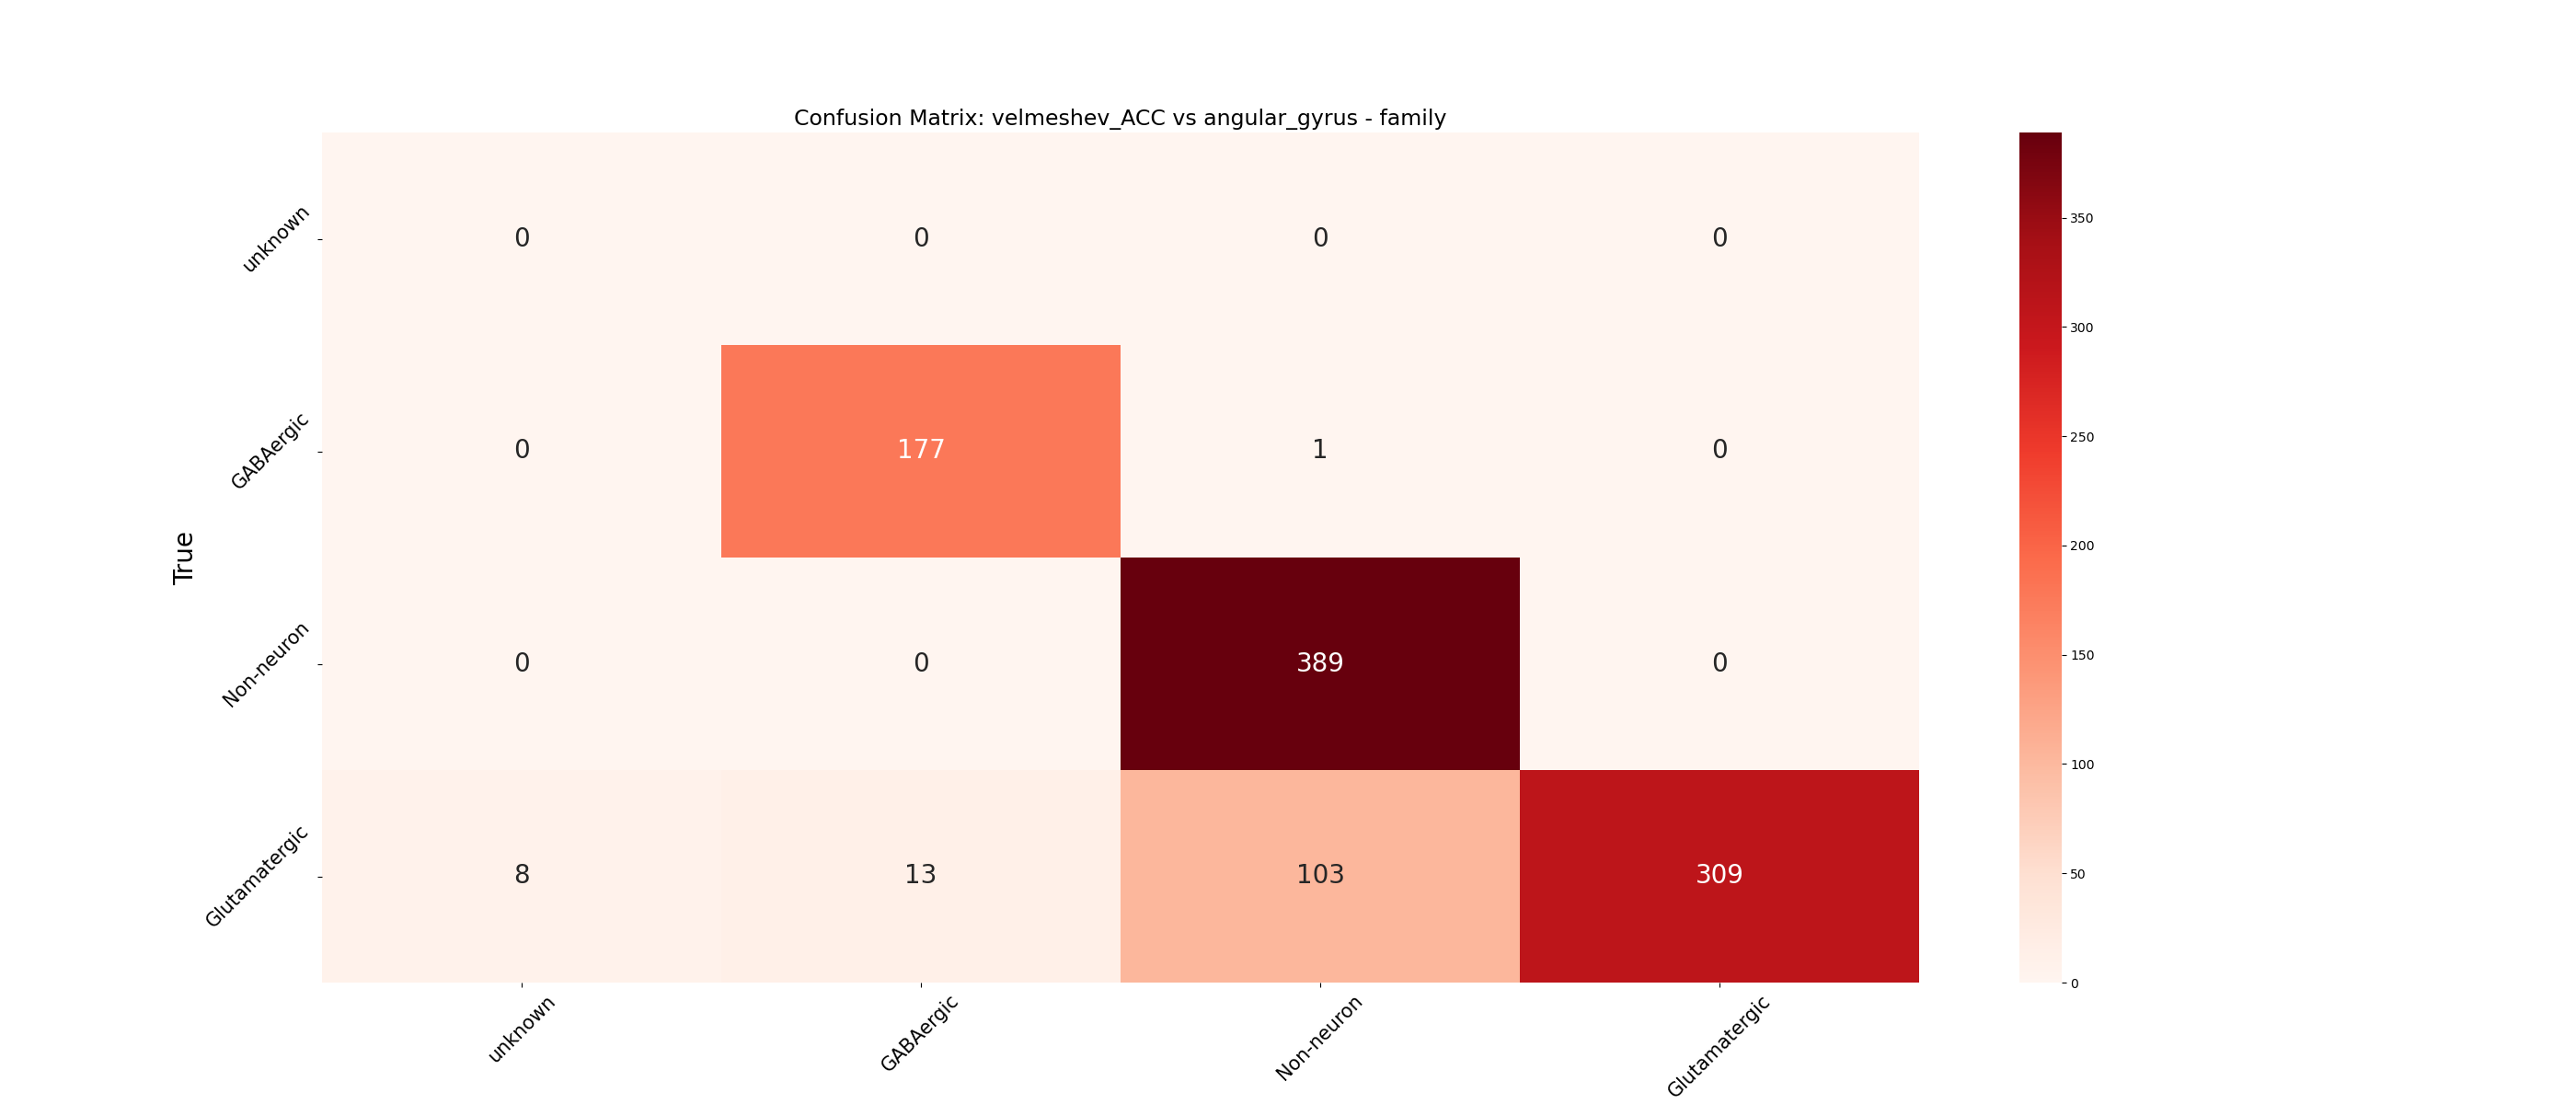 Confusion Matrix: velmeshev_ACC vs angular_gyrus - family
True
unknown 0 0 0 0
GABAergic 0 177 1 0
Non-neuron 0 0 389 0
Glutamatergic 8 13 103 309
unknown GABAergic Non-neuron Glutamatergic
350
300
250
200
150
100
50
0